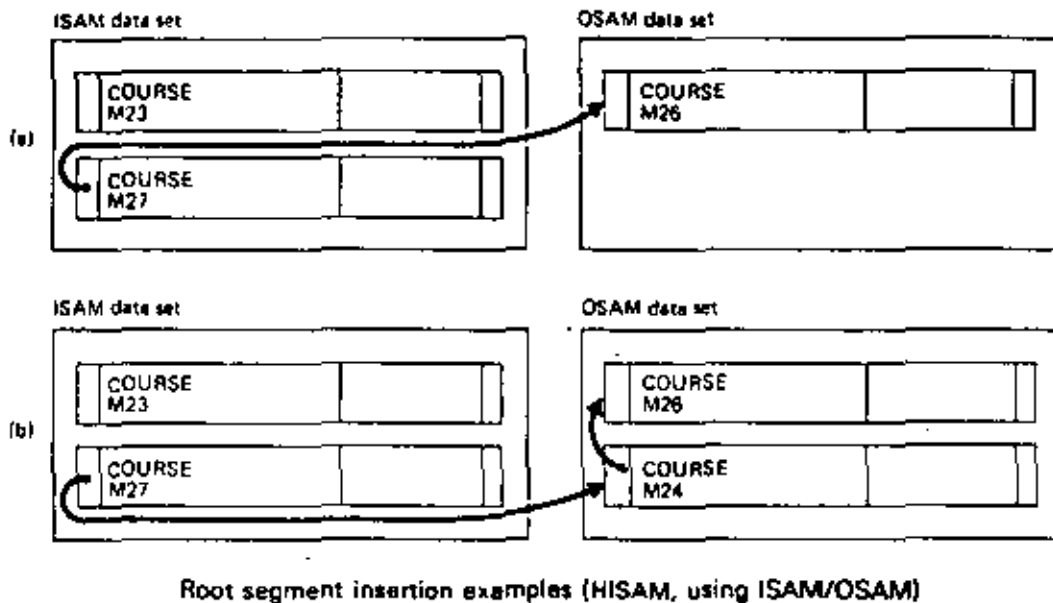 ISAM data set
OSAM data set
(a)
COURSE
M23
COURSE
M26
COURSE
M27
ISAM data set
OSAM data set
(b)
COURSE
M23
COURSE
M26
COURSE
M27
COURSE
M24
Root segment insertion examples (HISAM, using ISAM/OSAM)